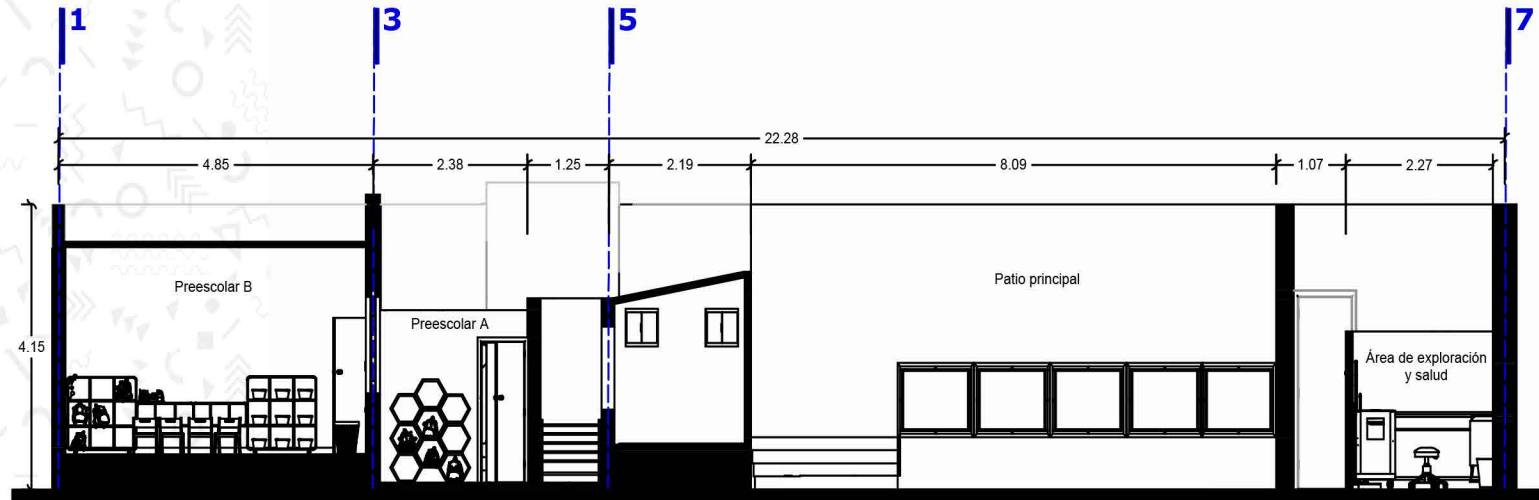 1
3
5
7
22.28
4.85
2.38
1.25
2.19
8.09
1.07
2.27
4.15
Preescolar B
Preescolar A
Patio principal
Área de exploración
y salud